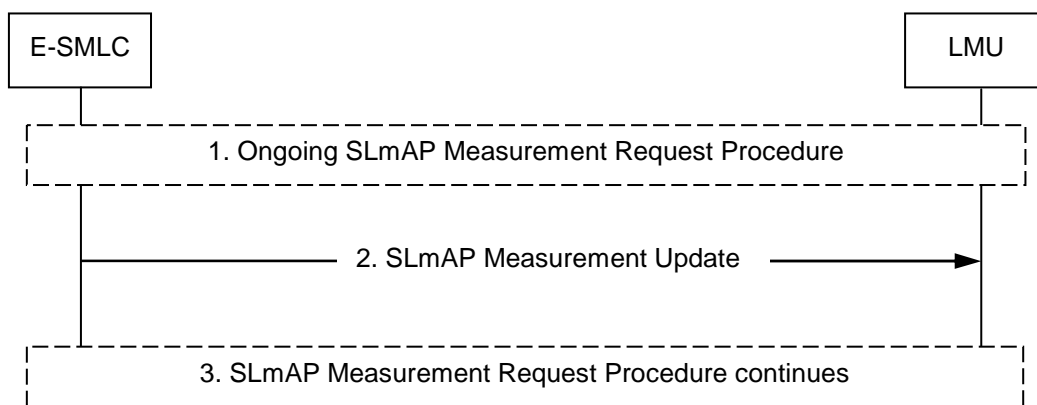 E-SMLC
LMU
1. Ongoing SLmAP Measurement Request Procedure
2. SLmAP Measurement Update
3. SLmAP Measurement Request Procedure continues